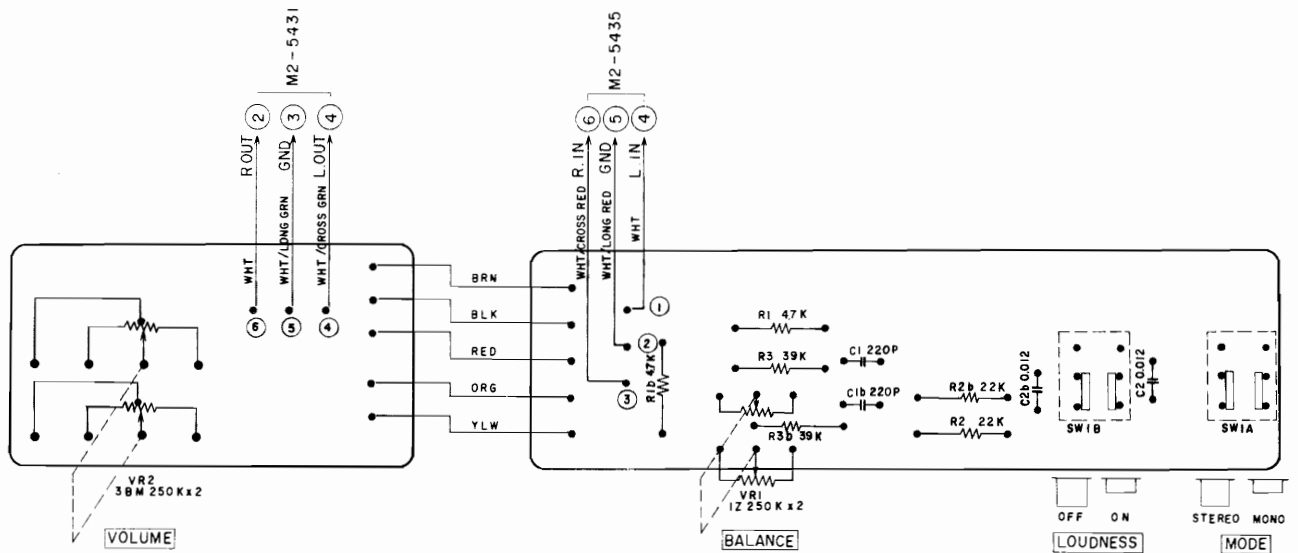 M2-5431
2
3
4
R OUT
GND
L.OUT
WHT
WHT/LONG GRN
WHT/CROSS GRN
6
5
4
M2-5435
6
5
4
R.IN
GND
L.IN
WHT/CROSS RED
WHT/LONG RED
WHT
1
2
3
BRN
BLK
RED
ORG
YLW
R1b 47K
R1 47K
R3 39K
C1 220P
C1b 220P
R3b 39K
R2b 22K
R2 22K
C2b 0.012
C2 0.012
SW1B
SW1A
VR2
3BM 250K x 2
VOLUME
VR1
1Z 250K x 2
BALANCE
OFF ON
LOUDNESS
STEREO MONO
MODE